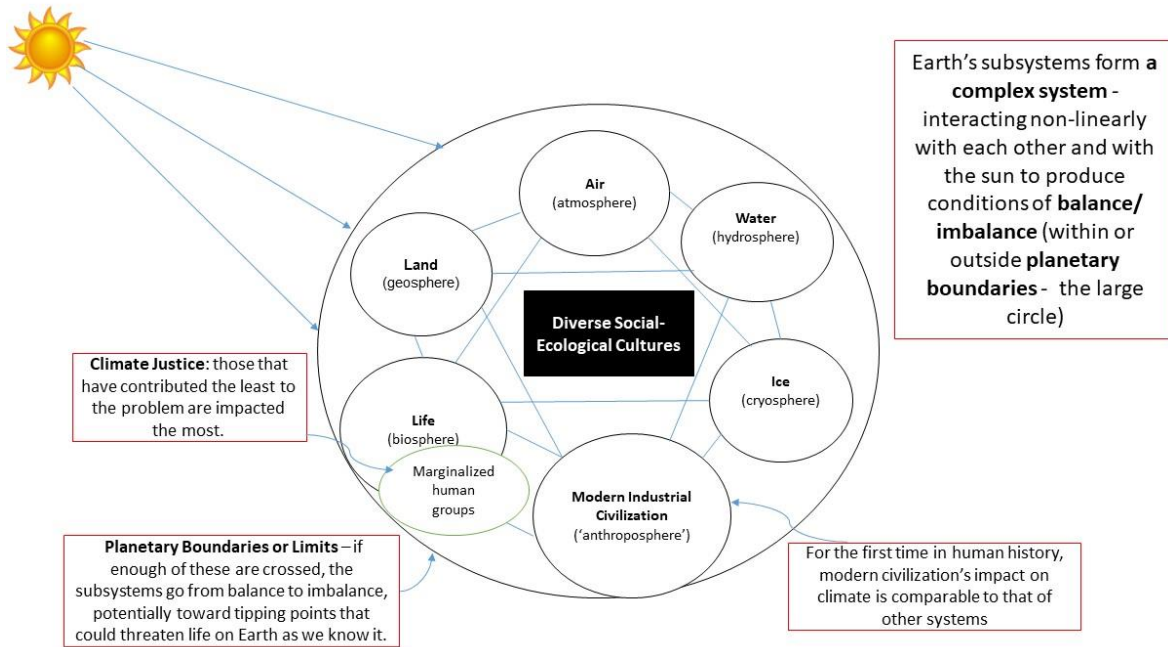 Earth's subsystems form a
complex system -
interacting non-linearly
with each other and with
the sun to produce
conditions of balance/
imbalance (within or
outside planetary
boundaries - the large
circle)
Air
(atmosphere)
Water
(hydrosphere)
Land
(geosphere)
Diverse Social-
Ecological Cultures
Climate Justice: those that
have contributed the least to
the problem are impacted
the most.
Ice
(cryosphere)
Life
(biosphere)
Marginalized
human
groups
Modern Industrial
Civilization
('anthroposphere')
Planetary Boundaries or Limits – if
enough of these are crossed, the
subsystems go from balance to imbalance,
potentially toward tipping points that
could threaten life on Earth as we know it.
For the first time in human history,
modern civilization's impact on
climate is comparable to that of
other systems